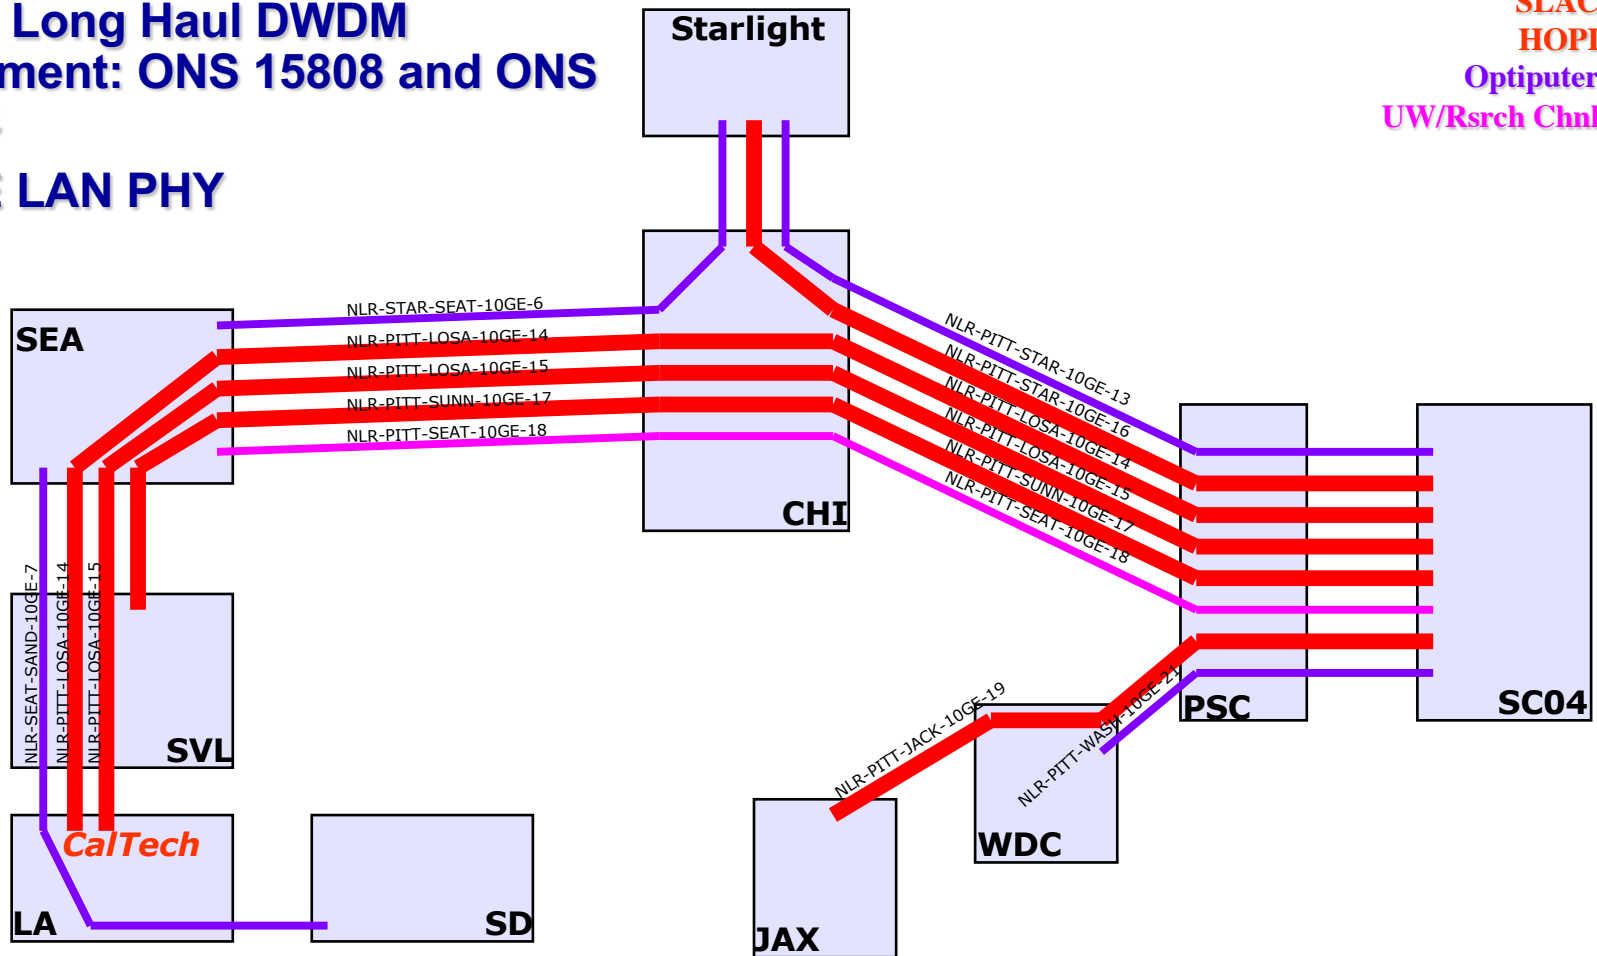 Long Haul DWDM
ment: ONS 15808 and ONS
LAN PHY
SLAC
HOPI
Optiputer
UW/Rsrch Chnl
Starlight
SEA
NLR-STAR-SEAT-10GE-6
NLR-PITT-LOSA-10GE-14
NLR-PITT-LOSA-10GE-15
NLR-PITT-SUNN-10GE-17
NLR-PITT-SEAT-10GE-18
CHI
NLR-PITT-STAR-10GE-13
NLR-PITT-STAR-10GE-16
NLR-PITT-LOSA-10GE-14
NLR-PITT-LOSA-10GE-15
NLR-PITT-SUNN-10GE-17
NLR-PITT-SEAT-10GE-18
NLR-SEAT-SAND-10GE-7
NLR-PITT-LOSA-10GE-14
NLR-PITT-LOSA-10GE-15
SVL
NLR-PITT-JACK-10GE-19
NLR-PITT-WASH-10GE-21
PSC
SC04
CalTech
WDC
LA
SD
JAX